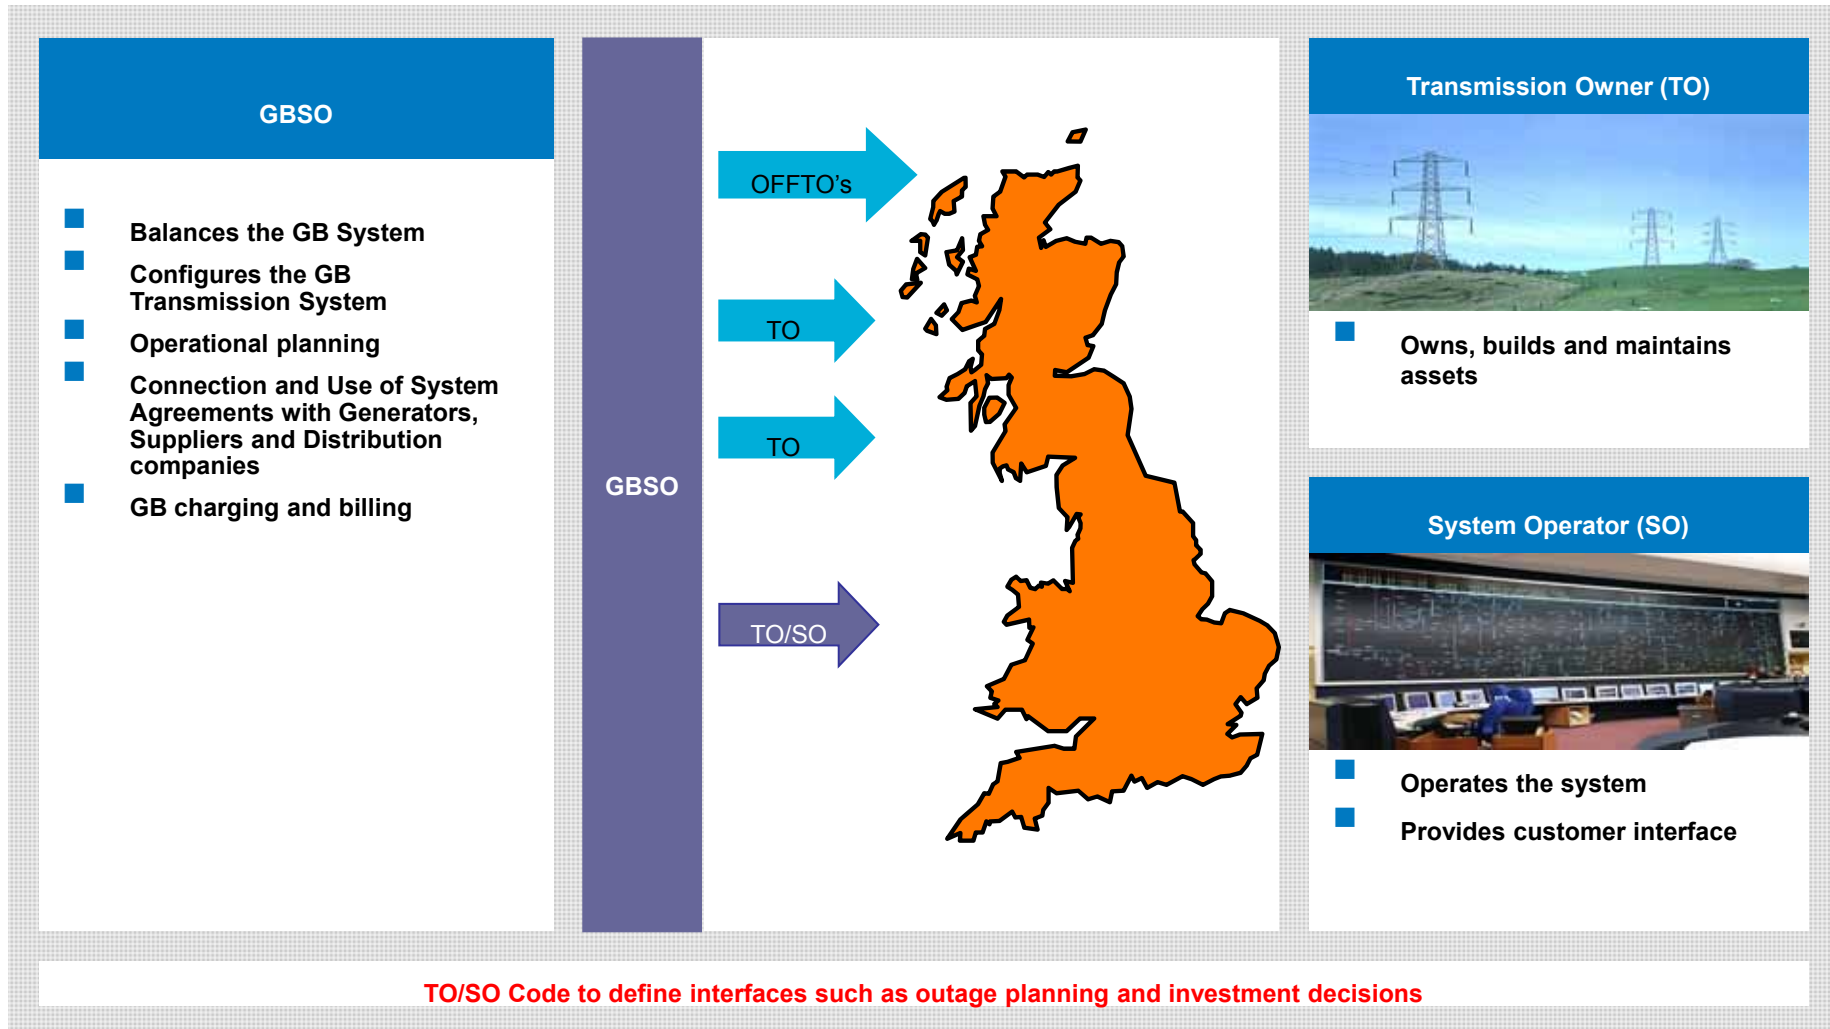 GBSO
Balances the GB System
Configures the GB
Transmission System
Operational planning
Connection and Use of System
Agreements with Generators,
Suppliers and Distribution
companies
GB charging and billing
GBSO
OFFTO's
TO
TO
TO/SO
Transmission Owner (TO)
Owns, builds and maintains
assets
System Operator (SO)
Operates the system
Provides customer interface
TO/SO Code to define interfaces such as outage planning and investment decisions